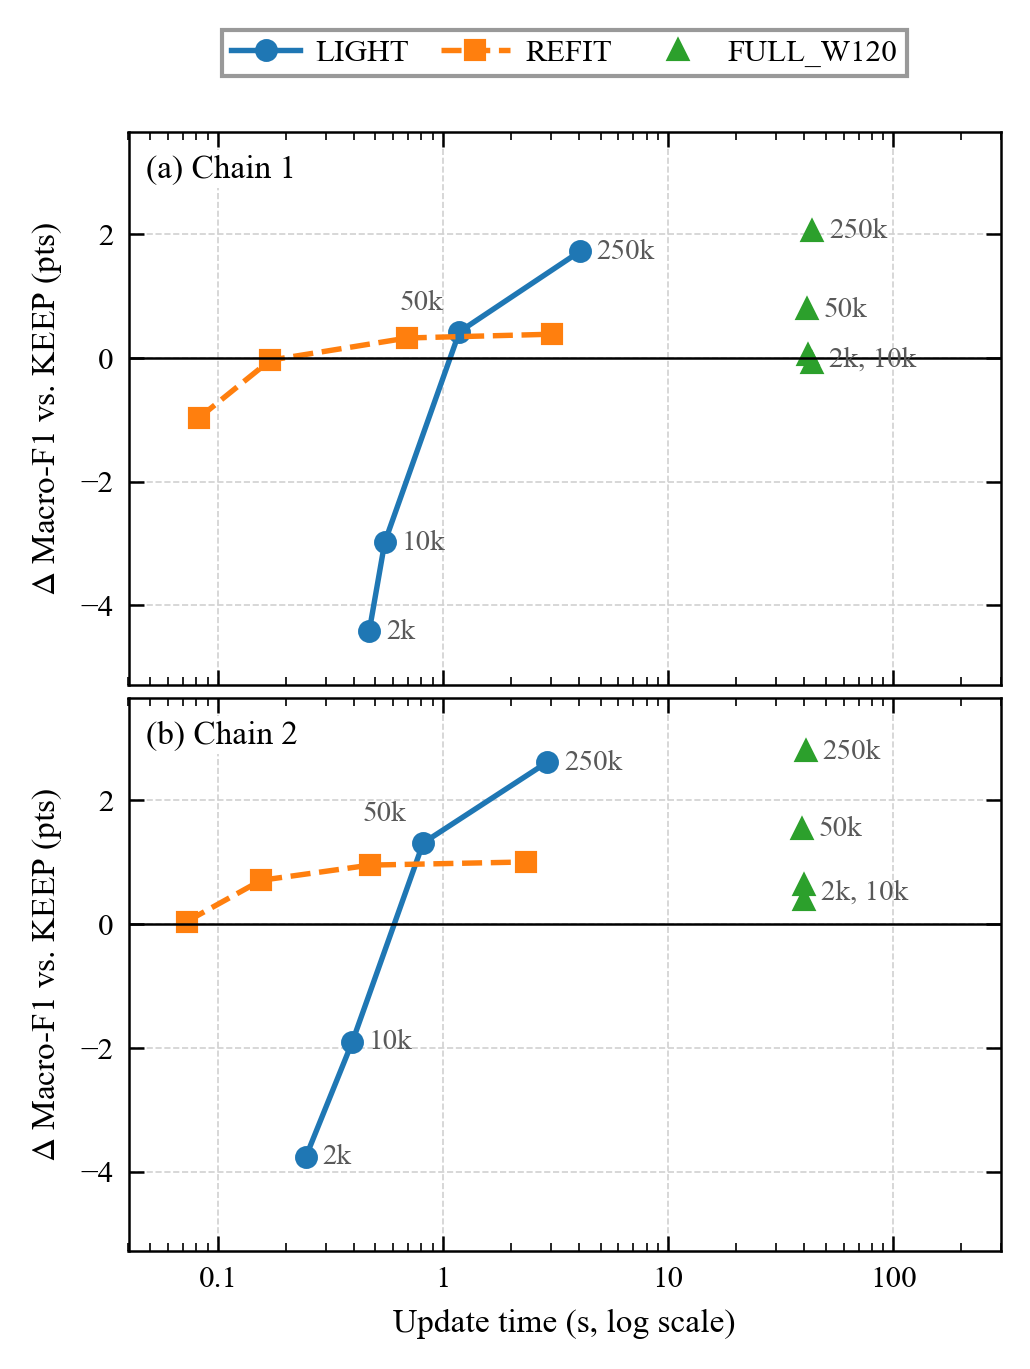 LIGHT REFIT FULL_W120
(a) Chain 1
Δ Macro-F1 vs. KEEP (pts)
2
0
−2
−4
250k
50k
10k
2k
250k
50k
2k, 10k
(b) Chain 2
Δ Macro-F1 vs. KEEP (pts)
2
0
−2
−4
250k
50k
10k
2k
250k
50k
2k, 10k
0.1 1 10 100
Update time (s, log scale)